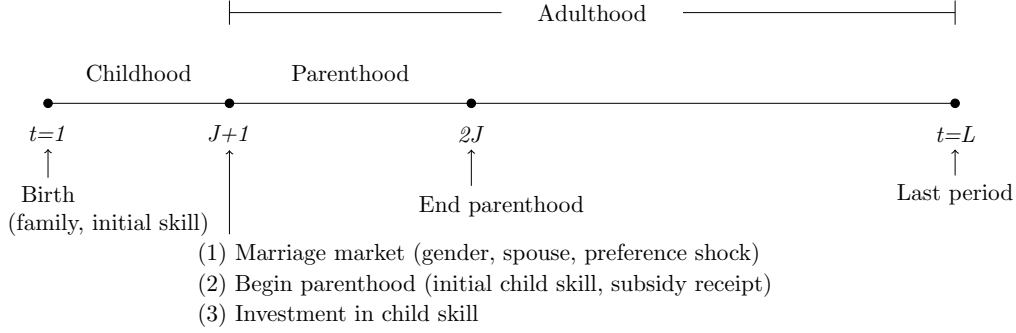 Adulthood
Childhood
Parenthood
t=1
J+1
2J
t=L
Birth
(family, initial skill)
End parenthood
Last period
(1) Marriage market (gender, spouse, preference shock)
(2) Begin parenthood (initial child skill, subsidy receipt)
(3) Investment in child skill